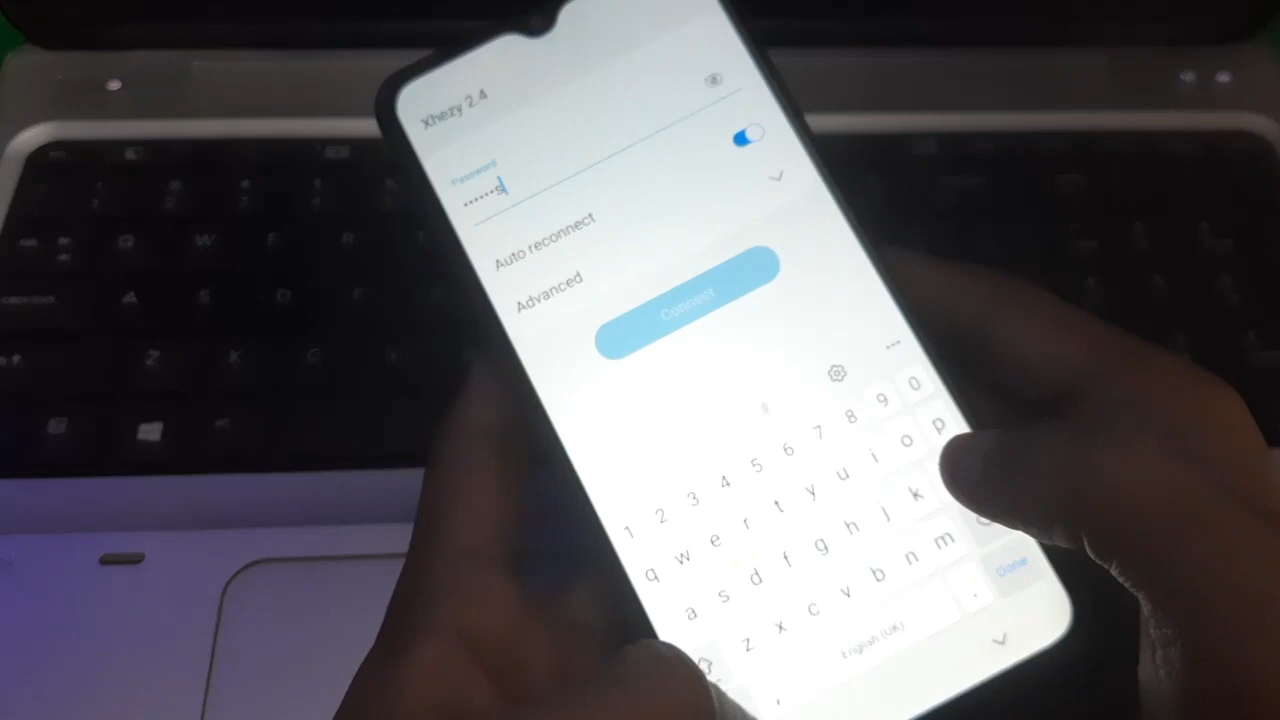 Xhezy 2.4
Password
••••••s
Auto reconnect
Advanced
Connect
1 2 3 4 5 6 7 8 9 0
q w e r t y u i o p
a s d f g h j k
z x c v b n m
, English (UK) . Done
Q W E R
A S D F
Z X C V